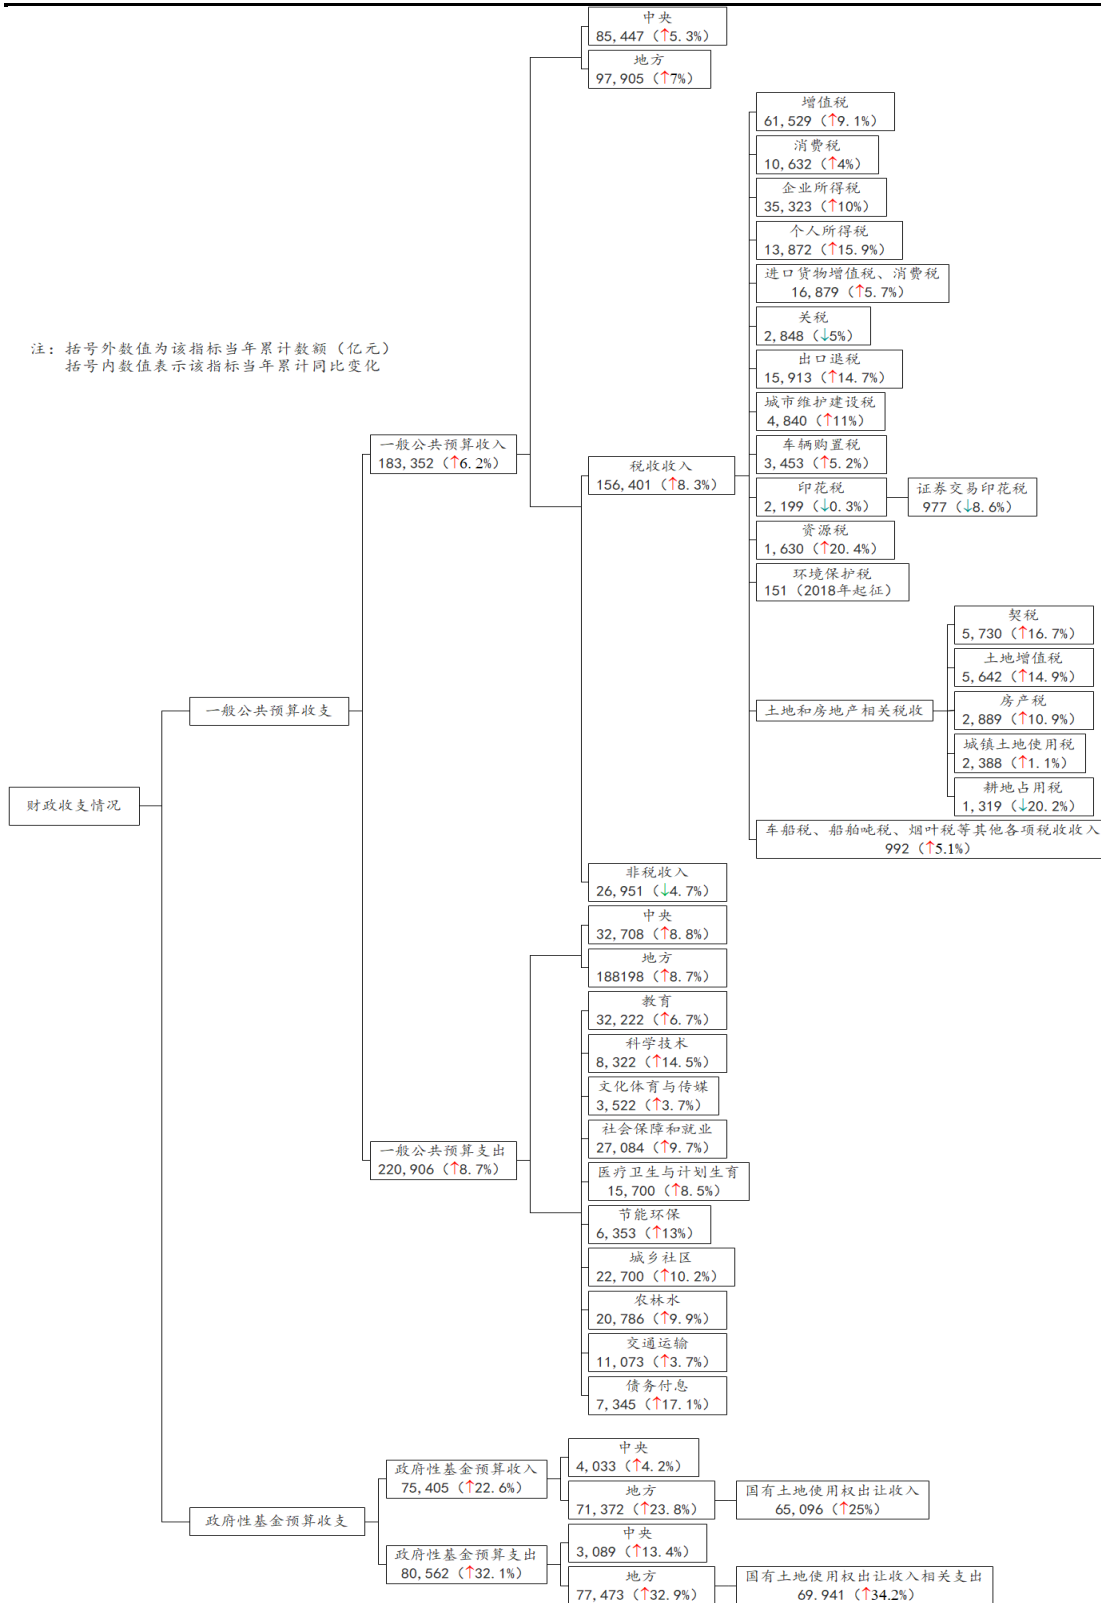 中央
85,447（↑5.3%）
地方
97,905（↑7%）
增值税
61,529（↑9.1%）
消费税
10,632（↑4%）
企业所得税
35,323（↑10%）
个人所得税
13,872（↑15.9%）
进口货物增值税、消费税
16,879（↑5.7%）
关税
2,848（↓5%）
出口退税
15,913（↑14.7%）
城市维护建设税
4,840（↑11%）
车辆购置税
3,453（↑5.2%）
印花税
2,199（↓0.3%）
证券交易印花税
977（↓8.6%）
资源税
1,630（↑20.4%）
环境保护税
151（2018年起征）
注：括号外数值为该指标当年累计数额（亿元）
括号内数值表示该指标当年累计同比变化
一般公共预算收入
183,352（↑6.2%）
税收收入
156,401（↑8.3%）
契税
5,730（↑16.7%）
土地增值税
5,642（↑14.9%）
土地和房地产相关税收
房产税
2,889（↑10.9%）
城镇土地使用税
2,388（↑1.1%）
耕地占用税
1,319（↓20.2%）
车船税、船舶吨税、烟叶税等其他各项税收收入
992（↑5.1%）
一般公共预算收支
财政收支情况
非税收入
26,951（↓4.7%）
中央
32,708（↑8.8%）
地方
188198（↑8.7%）
教育
32,222（↑6.7%）
科学技术
8,322（↑14.5%）
文化体育与传媒
3,522（↑3.7%）
社会保障和就业
27,084（↑9.7%）
一般公共预算支出
220,906（↑8.7%）
医疗卫生与计划生育
15,700（↑8.5%）
节能环保
6,353（↑13%）
城乡社区
22,700（↑10.2%）
农林水
20,786（↑9.9%）
交通运输
11,073（↑3.7%）
债务付息
7,345（↑17.1%）
政府性基金预算收入
75,405（↑22.6%）
中央
4,033（↑4.2%）
地方
71,372（↑23.8%）
国有土地使用权出让收入
65,096（↑25%）
政府性基金预算收支
政府性基金预算支出
80,562（↑32.1%）
中央
3,089（↑13.4%）
地方
77,473（↑32.9%）
国有土地使用权出让收入相关支出
69.941（↑34.2%）